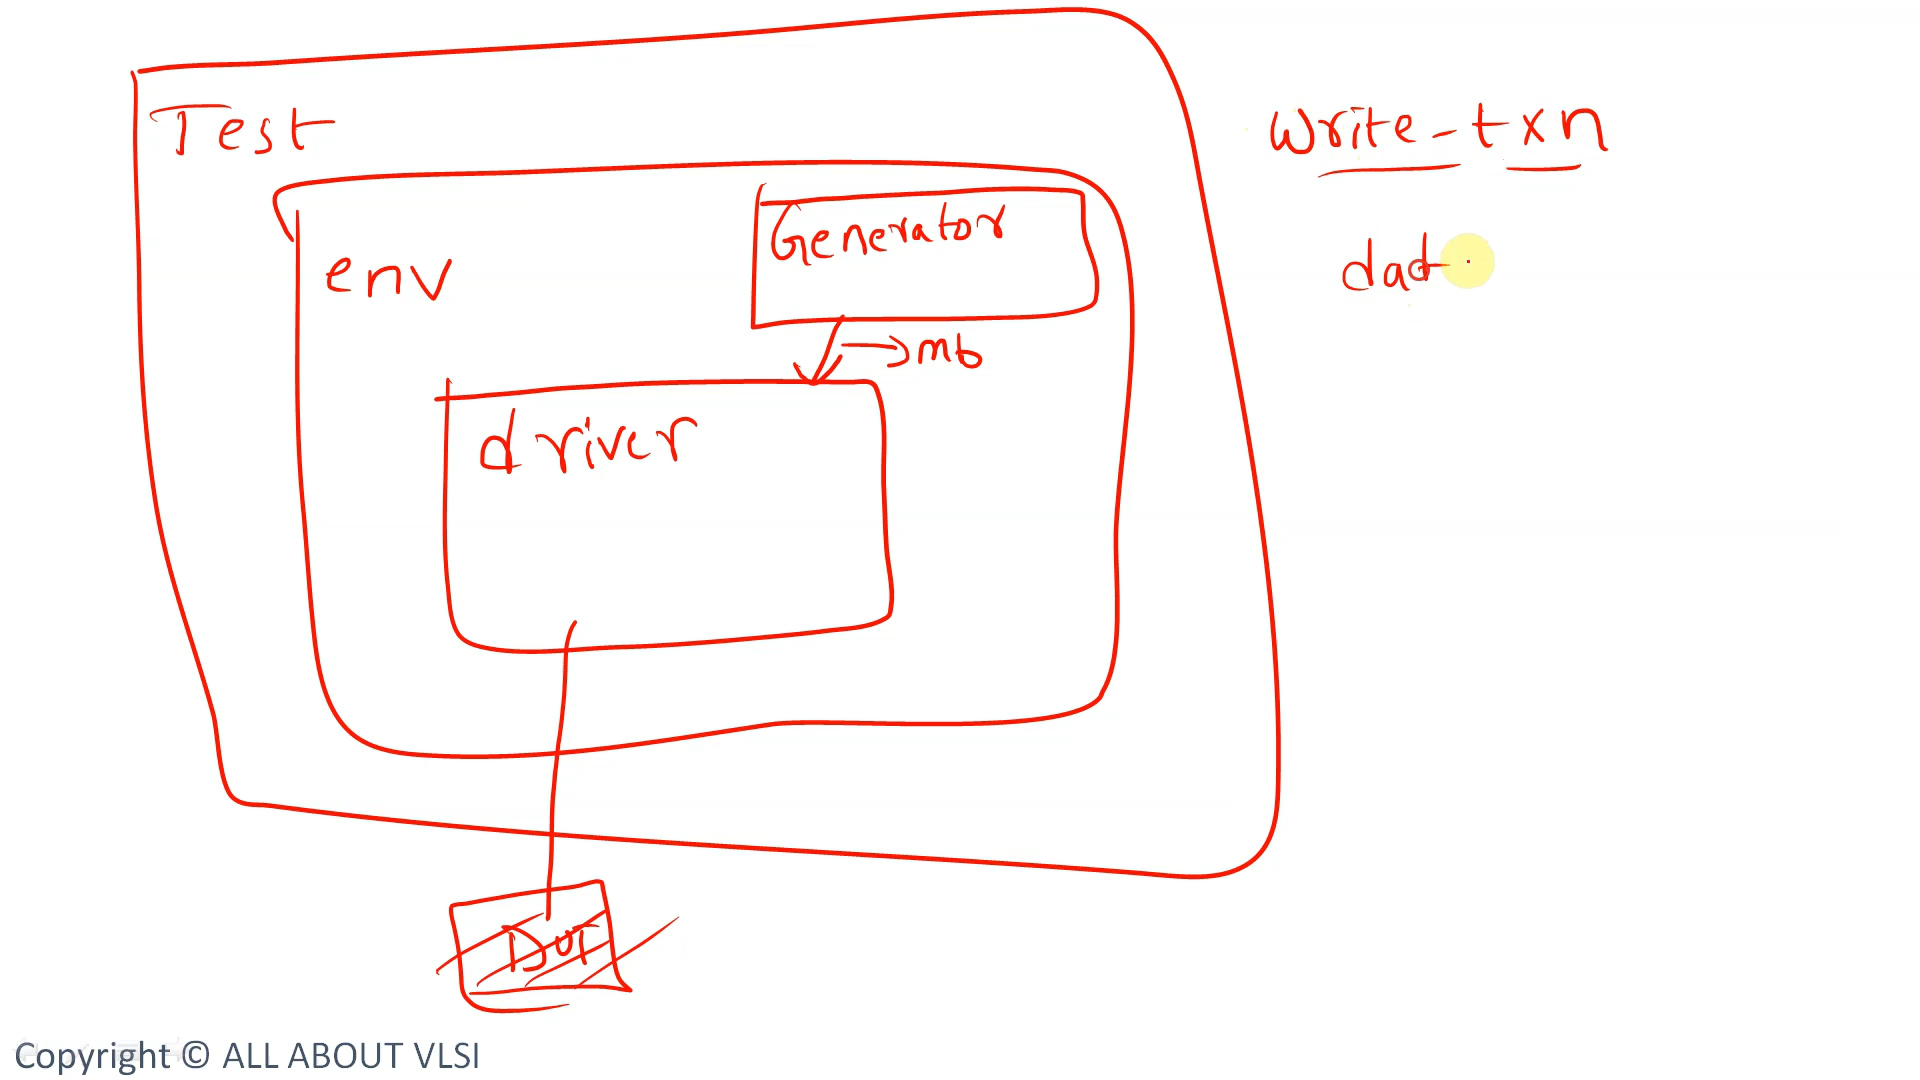 Test
write-txn
Generator
dat
env
mb
driver
DUT
Copyright © ALL ABOUT VLSI